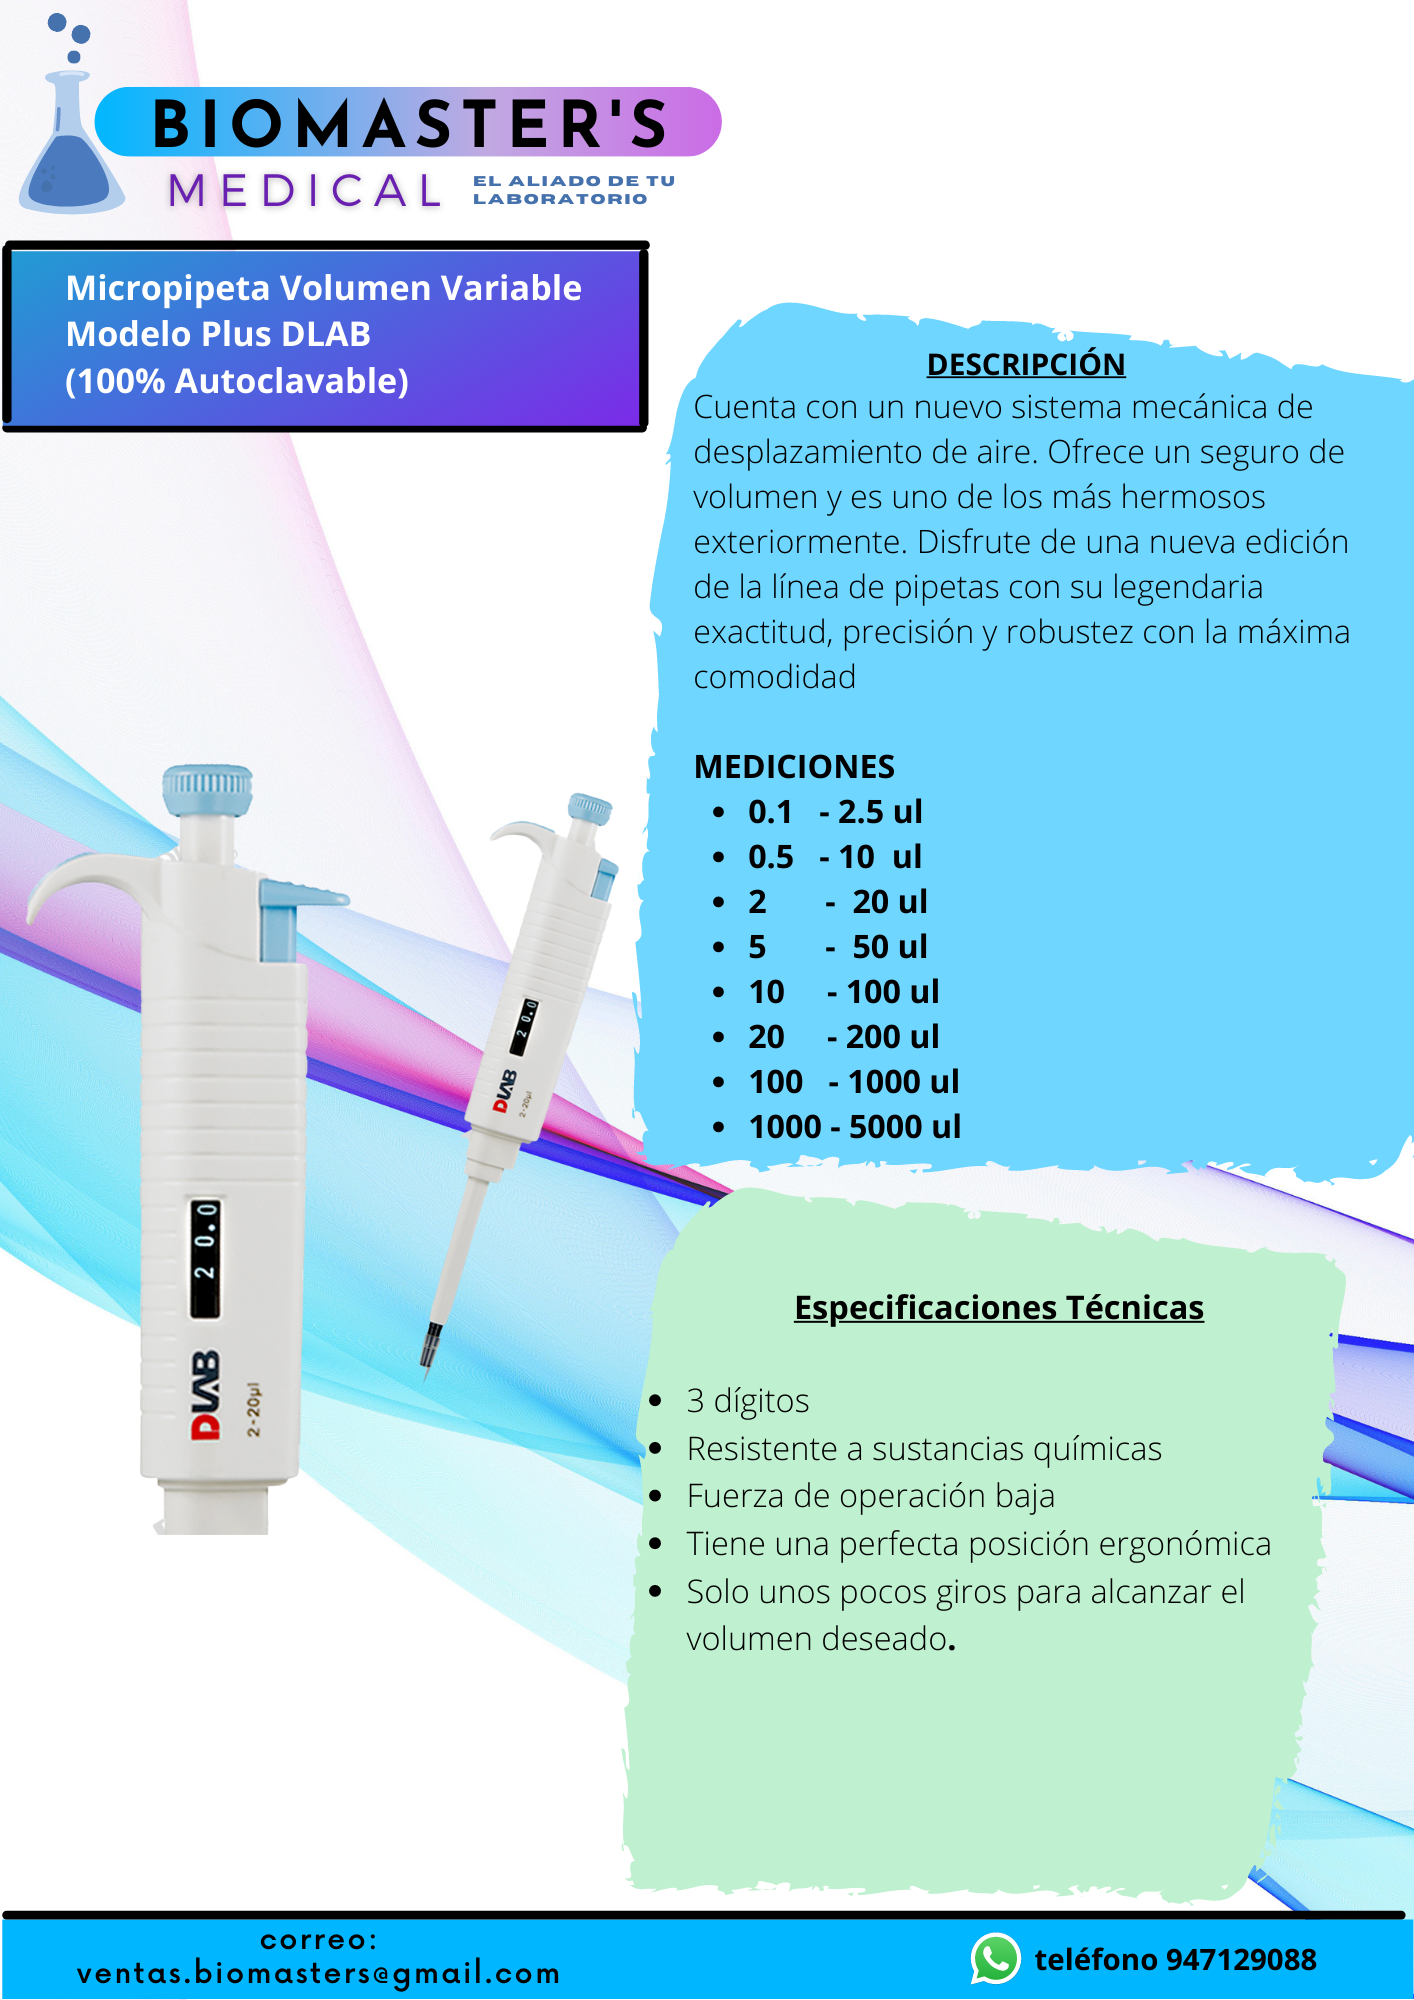 BIOMASTER'S
MEDICAL
EL ALIADO DE TU
LABORATORIO
Micropipeta Volumen Variable
Modelo Plus DLAB
(100% Autoclavable)
DESCRIPCIÓN
Cuenta con un nuevo sistema mecánica de
desplazamiento de aire. Ofrece un seguro de
volumen y es uno de los más hermosos
exteriormente. Disfrute de una nueva edición
de la línea de pipetas con su legendaria
exactitud, precisión y robustez con la máxima
comodidad
MEDICIONES
• 0.1 - 2.5 ul
• 0.5 - 10 ul
• 2 - 20 ul
• 5 - 50 ul
• 10 - 100 ul
• 20 - 200 ul
• 100 - 1000 ul
• 1000 - 5000 ul
2 0.0
DLAB
2-20µl
2 0.0
DLAB
2-20µl
Especificaciones Técnicas
• 3 dígitos
• Resistente a sustancias químicas
• Fuerza de operación baja
• Tiene una perfecta posición ergonómica
• Solo unos pocos giros para alcanzar el
volumen deseado.
correo:
ventas.biomasters@gmail.com
teléfono 947129088